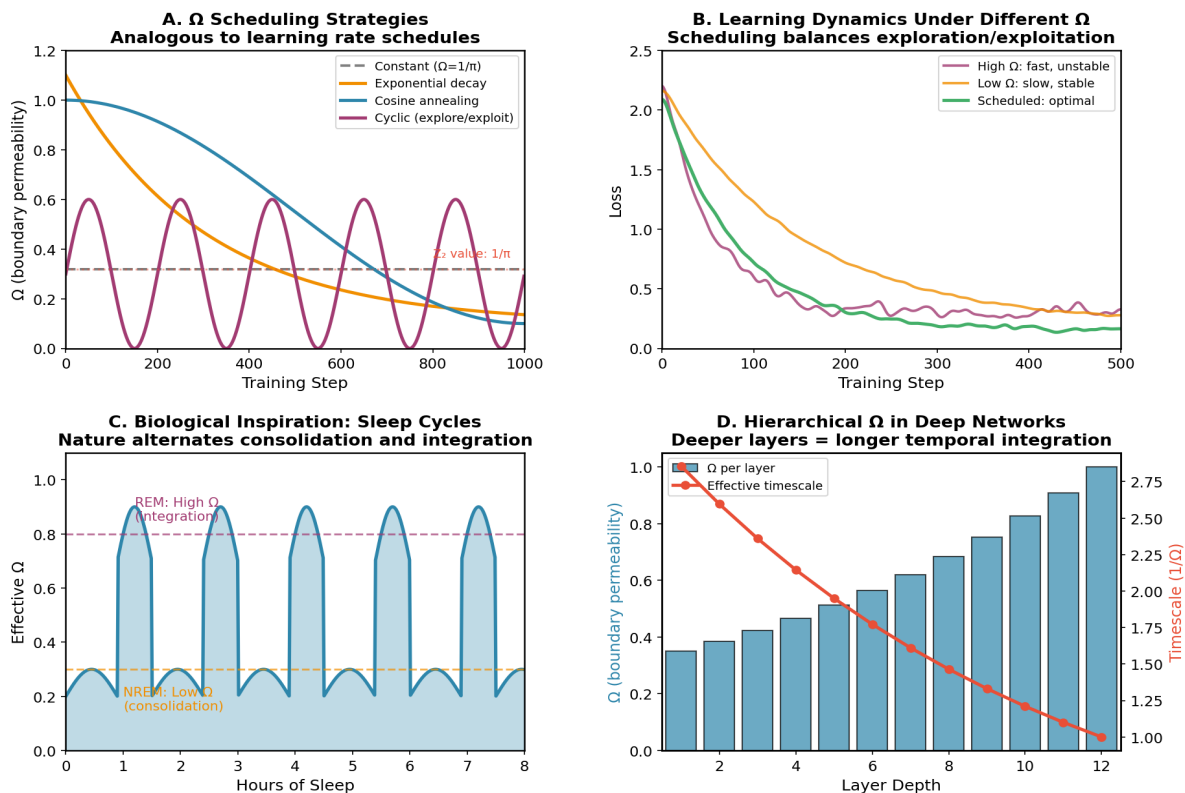 A. Ω Scheduling Strategies
Analogous to learning rate schedules
Ω (boundary permeability)
1.2
1.0
0.8
0.6
0.4
0.2
0.0
Constant (Ω=1/π)
Exponential decay
Cosine annealing
Cyclic (explore/exploit)
ℤ₂ value: 1/π
0 200 400 600 800 1000
Training Step
B. Learning Dynamics Under Different Ω
Scheduling balances exploration/exploitation
Loss
2.5
2.0
1.5
1.0
0.5
0.0
High Ω: fast, unstable
Low Ω: slow, stable
Scheduled: optimal
0 100 200 300 400 500
Training Step
C. Biological Inspiration: Sleep Cycles
Nature alternates consolidation and integration
Effective Ω
1.0
0.8
0.6
0.4
0.2
0.0
REM: High Ω
(integration)
NREM: Low Ω
(consolidation)
0 1 2 3 4 5 6 7 8
Hours of Sleep
D. Hierarchical Ω in Deep Networks
Deeper layers = longer temporal integration
Ω (boundary permeability)
1.0
0.8
0.6
0.4
0.2
0.0
Ω per layer
Effective timescale
2.75
2.50
2.25
2.00
1.75
1.50
1.25
1.00
Timescale (1/Ω)
2 4 6 8 10 12
Layer Depth